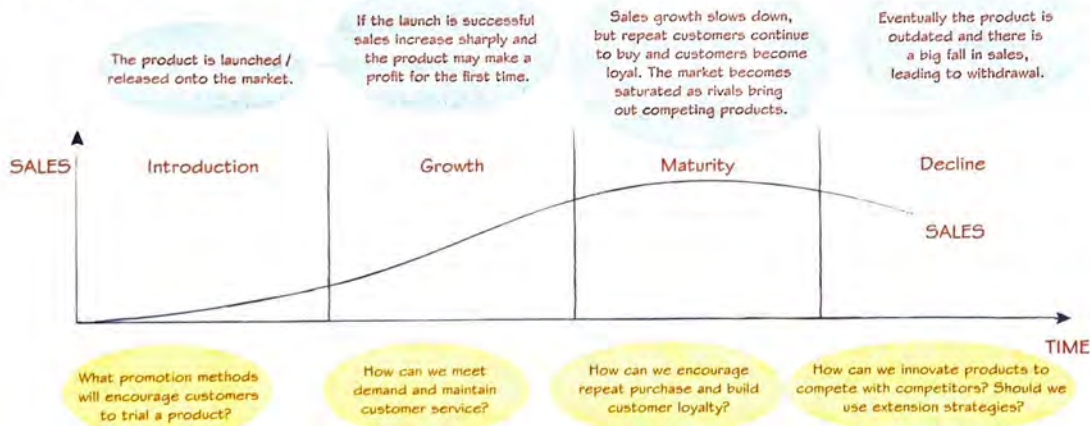 The product is launched /
released onto the market.
If the launch is successful
sales increase sharply and
the product may make a
profit for the first time.
Sales growth slows down,
but repeat customers continue
to buy and customers become
loyal. The market becomes
saturated as rivals bring
out competing products.
Eventually the product is
outdated and there is
a big fall in sales,
leading to withdrawal.
SALES
Introduction
Growth
Maturity
Decline
SALES
TIME
What promotion methods
will encourage customers
to trial a product?
How can we meet
demand and maintain
customer service?
How can we encourage
repeat purchase and build
customer loyalty?
How can we innovate products to
compete with competitors? Should we
use extension strategies?